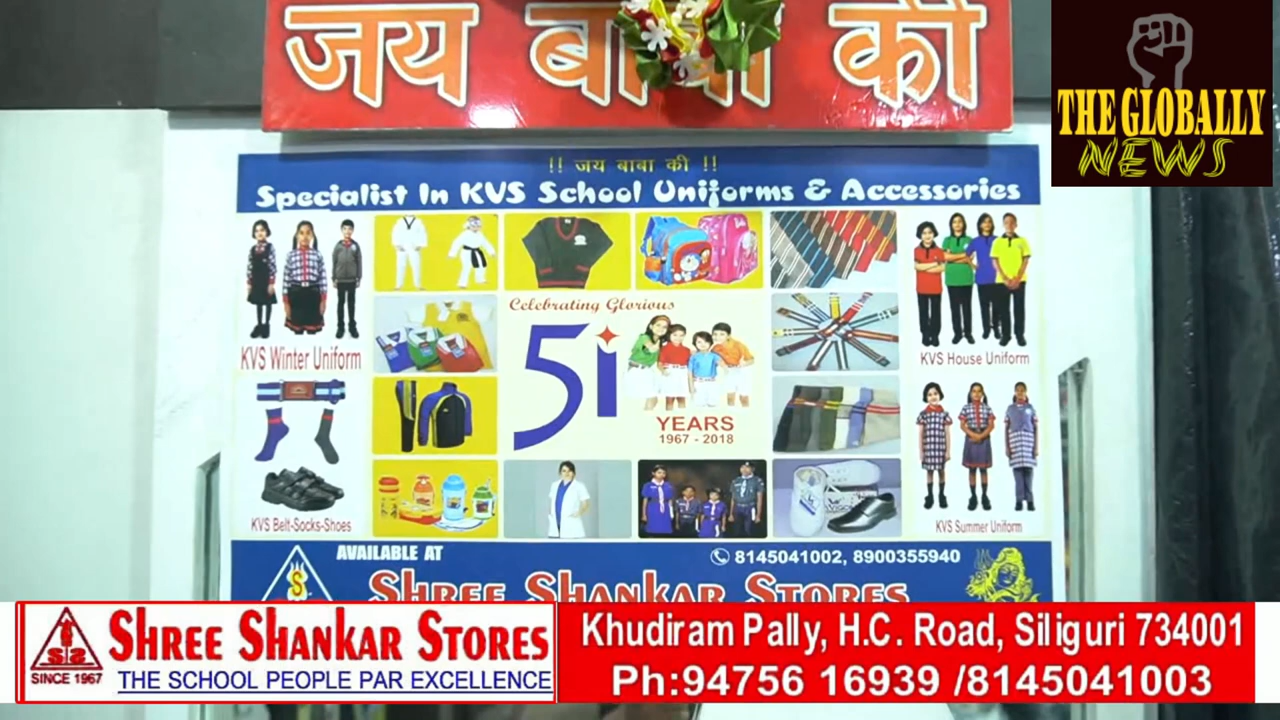 जय बाबा की
THE GLOBALLY
NEWS
!! जय बाबा की !!
Specialist In KVS School Uniforms & Accessories
KVS Winter Uniform
KVS Belt-Socks-Shoes
Celebrating Glorious
51
YEARS
1967 - 2018
KVS House Uniform
KVS Summer Uniform
AVAILABLE AT
8145041002, 8900355940
SHREE SHANKAR STORES
SHREE SHANKAR STORES
SINCE 1967
THE SCHOOL PEOPLE PAR EXCELLENCE
Khudiram Pally, H.C. Road, Siliguri 734001
Ph:94756 16939 /8145041003